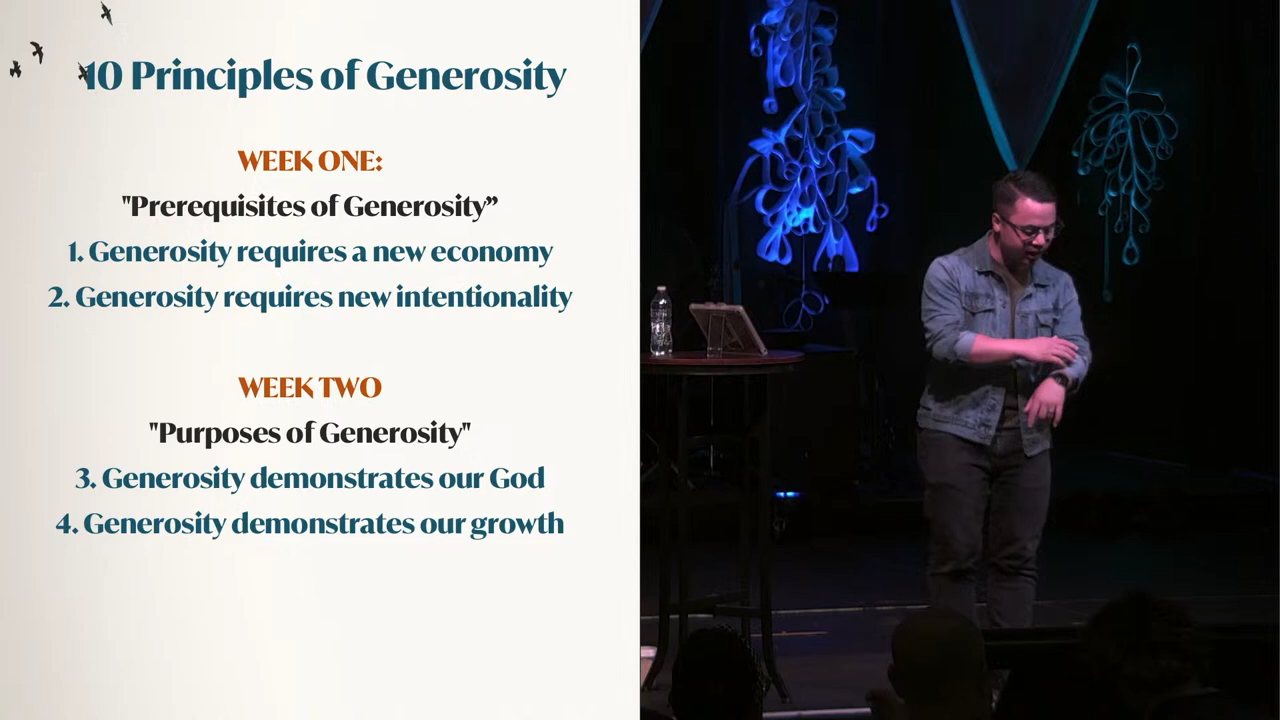 10 Principles of Generosity
WEEK ONE:
"Prerequisites of Generosity”
1. Generosity requires a new economy
2. Generosity requires new intentionality
WEEK TWO
"Purposes of Generosity"
3. Generosity demonstrates our God
4. Generosity demonstrates our growth